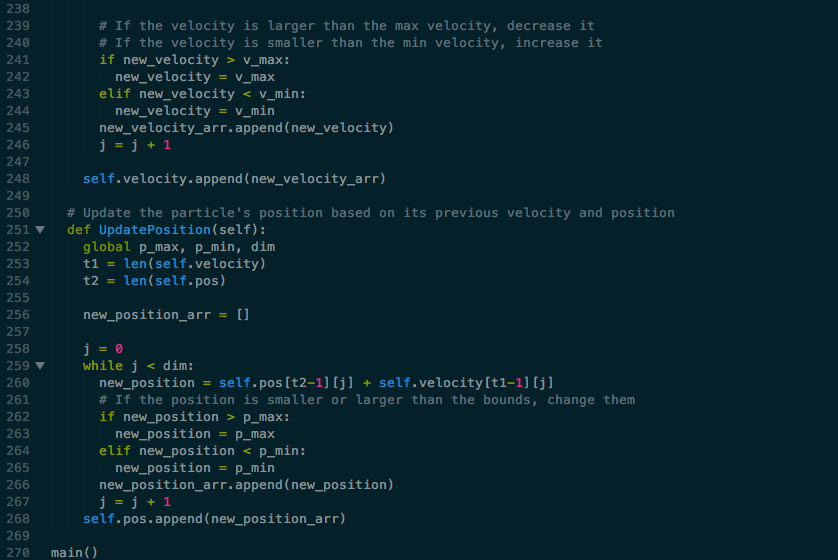 238
239 # If the velocity is larger than the max velocity, decrease it
240 # If the velocity is smaller than the min velocity, increase it
241 if new_velocity > v_max:
242 new_velocity = v_max
243 elif new_velocity < v_min:
244 new_velocity = v_min
245 new_velocity_arr.append(new_velocity)
246 j = j + 1
247
248 self.velocity.append(new_velocity_arr)
249
250 # Update the particle's position based on its previous velocity and position
251 ▼ def UpdatePosition(self):
252 global p_max, p_min, dim
253 t1 = len(self.velocity)
254 t2 = len(self.pos)
255
256 new_position_arr = []
257
258 j = 0
259 ▼ while j < dim:
260 new_position = self.pos[t2-1][j] + self.velocity[t1-1][j]
261 # If the position is smaller or larger than the bounds, change them
262 if new_position > p_max:
263 new_position = p_max
264 elif new_position < p_min:
265 new_position = p_min
266 new_position_arr.append(new_position)
267 j = j + 1
268 self.pos.append(new_position_arr)
269
270 main()